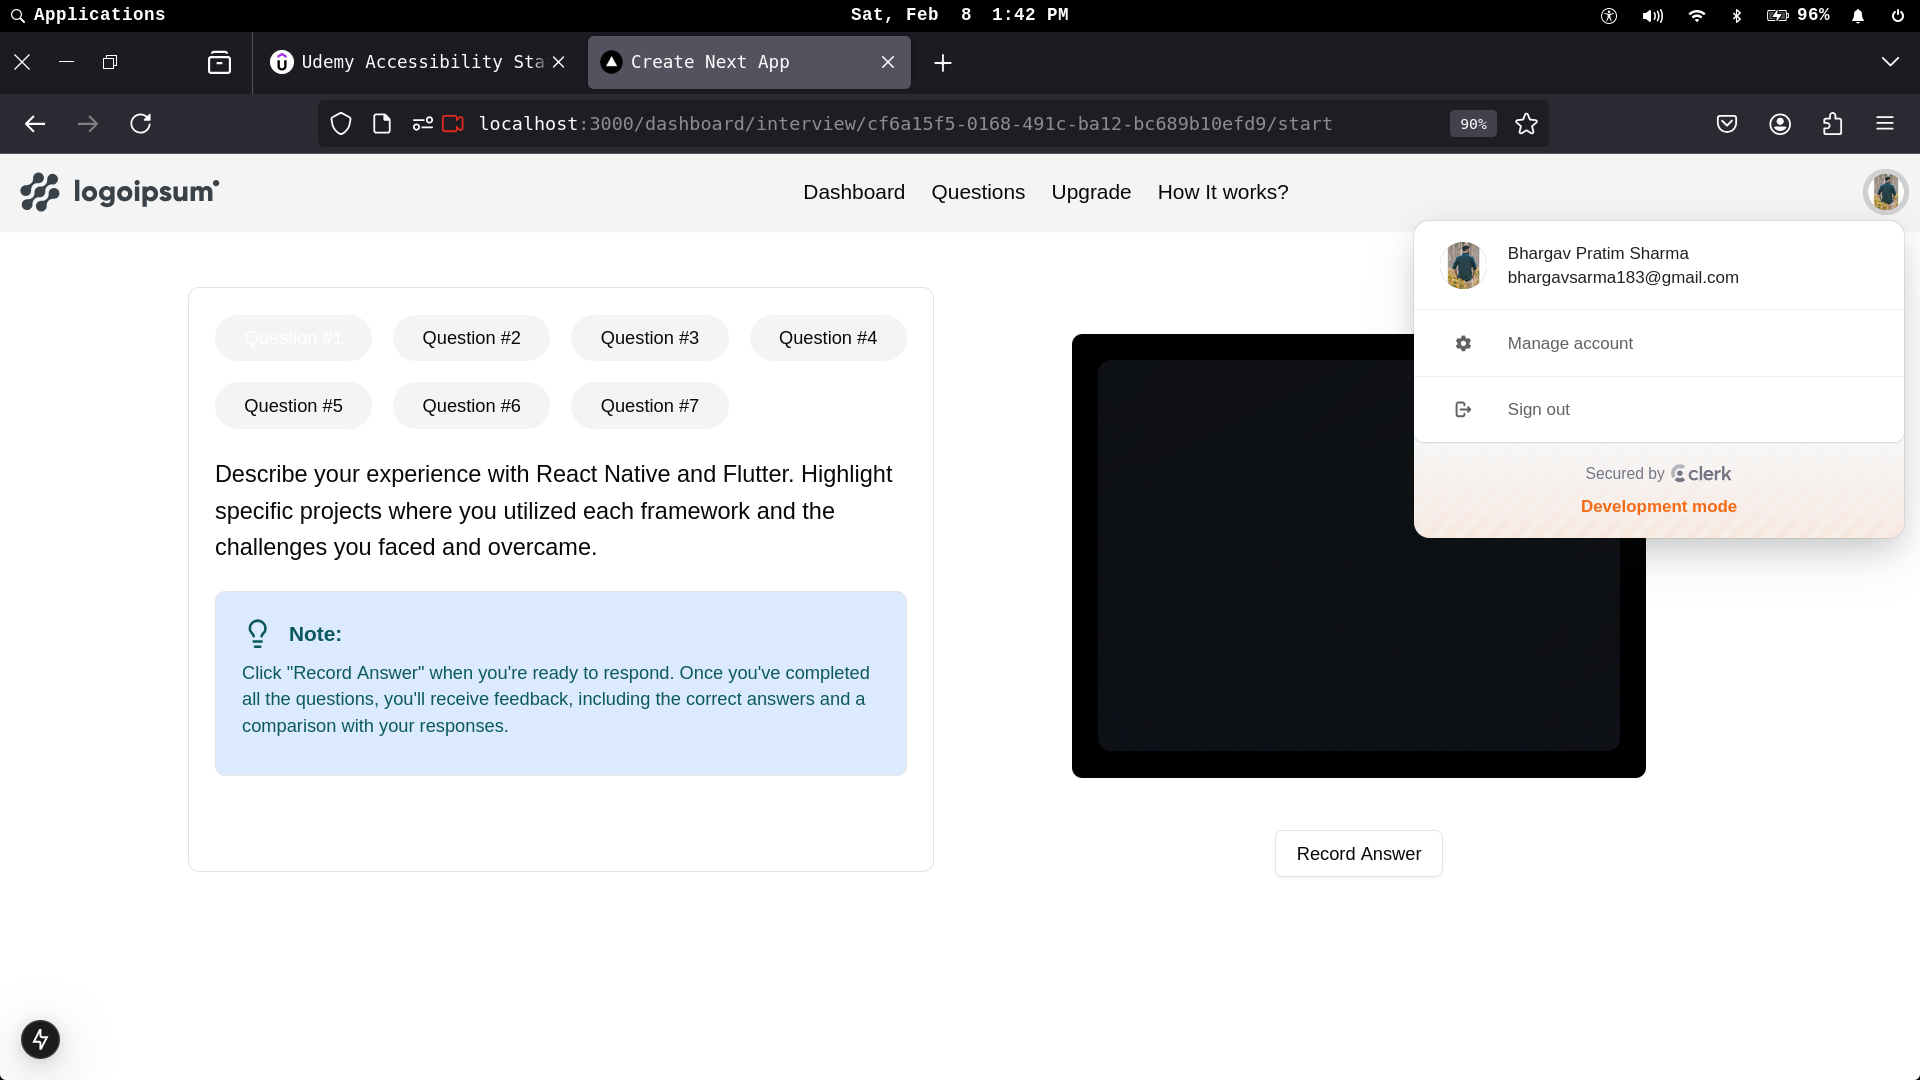 Applications
Sat, Feb 8 1:42 PM
96%
Udemy Accessibility Sta
Create Next App
localhost:3000/dashboard/interview/cf6a15f5-0168-491c-ba12-bc689b10efd9/start
90%
logoipsum
Dashboard Questions Upgrade How It works?
Bhargav Pratim Sharma
bhargavsarma183@gmail.com
Manage account
Sign out
Secured by clerk
Development mode
Question #1 Question #2 Question #3 Question #4
Question #5 Question #6 Question #7
Describe your experience with React Native and Flutter. Highlight
specific projects where you utilized each framework and the
challenges you faced and overcame.
Note:
Click "Record Answer" when you're ready to respond. Once you've completed
all the questions, you'll receive feedback, including the correct answers and a
comparison with your responses.
Record Answer